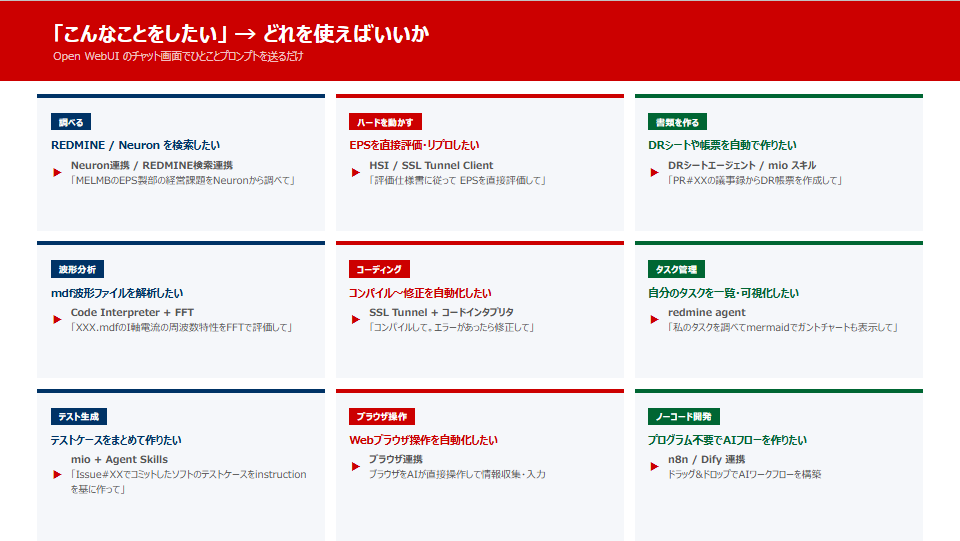 「こんなことをしたい」→ どれを使えばいいか
Open WebUI のチャット画面でひとことプロンプトを送るだけ
調べる
REDMINE / Neuron を検索したい
▶
Neuron連携 / REDMINE検索連携
「MELMBのEPS製部の経営課題をNeuronから調べて」
ハードを動かす
EPSを直接評価・リプロしたい
▶
HSI / SSL Tunnel Client
「評価仕様書に従って EPSを直接評価して」
書類を作る
DRシートや帳票を自動で作りたい
▶
DRシートエージェント / mio スキル
「PR#XXの議事録からDR帳票を作成して」
波形分析
mdf波形ファイルを解析したい
▶
Code Interpreter + FFT
「XXX.mdfのI軸電流の周波数特性をFFTで評価して」
コーディング
コンパイル～修正を自動化したい
▶
SSL Tunnel + コードインタプリタ
「コンパイルして。エラーがあったら修正して」
タスク管理
自分のタスクを一覧・可視化したい
▶
redmine agent
「私のタスクを調べてmermaidでガントチャートも表示して」
テスト生成
テストケースをまとめて作りたい
▶
mio + Agent Skills
「Issue#XXでコミットしたソフトのテストケースをinstruction
を基に作って」
ブラウザ操作
Webブラウザ操作を自動化したい
▶
ブラウザ連携
ブラウザをAIが直接操作して情報収集・入力
ノーコード開発
プログラム不要でAIフローを作りたい
▶
n8n / Dify 連携
ドラッグ&ドロップでAIワークフローを構築